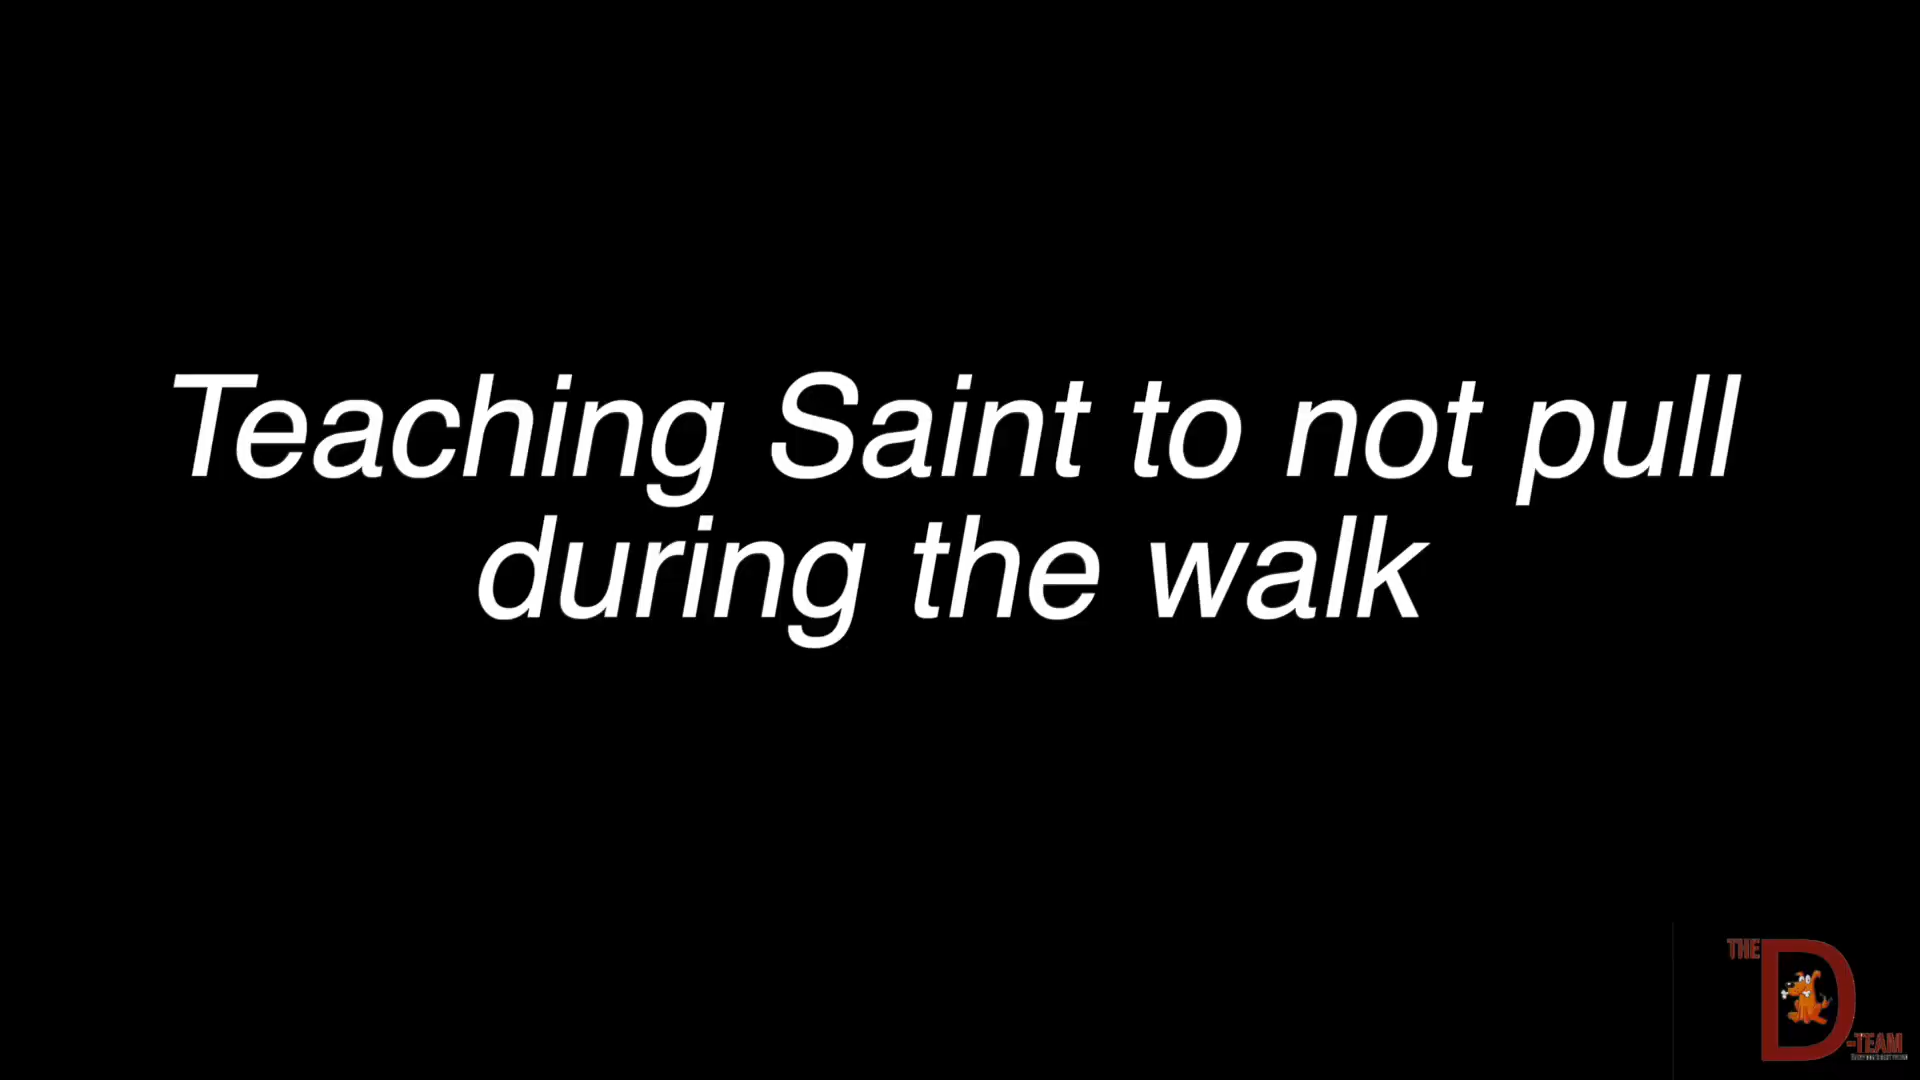 Teaching Saint to not pull
during the walk
THE
D-TEAM